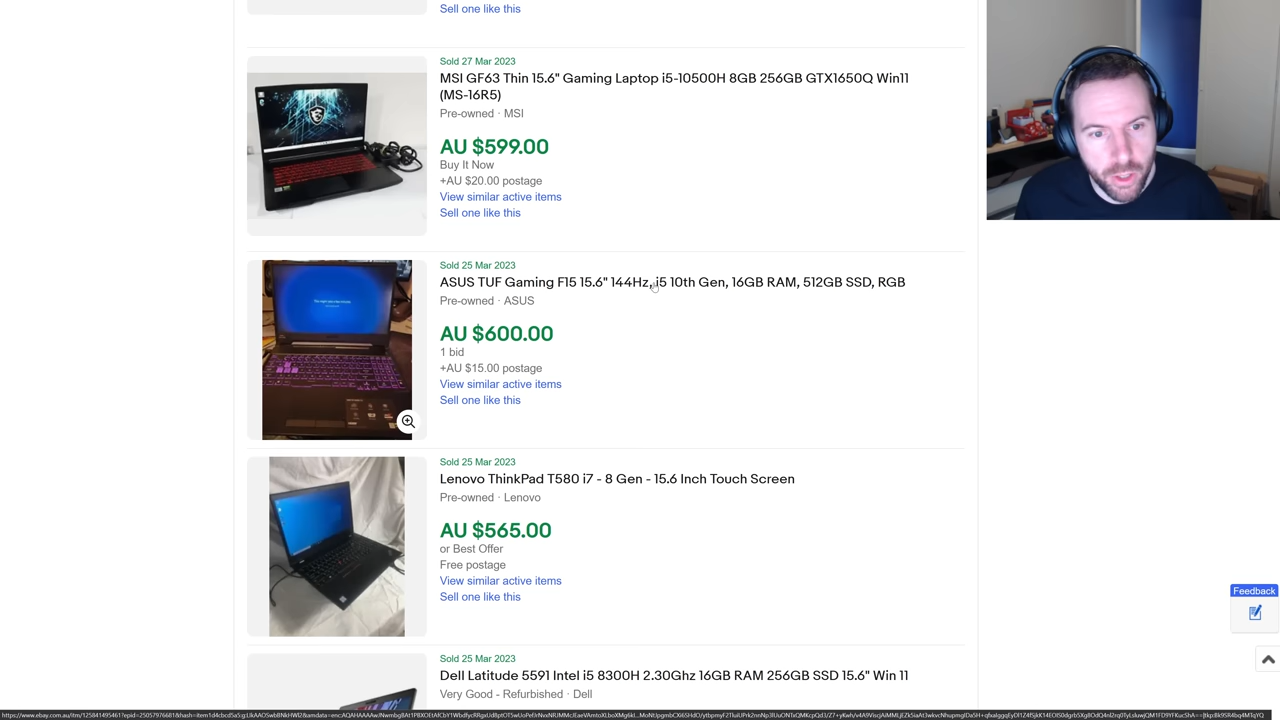 Sell one like this
Sold 27 Mar 2023
MSI GF63 Thin 15.6" Gaming Laptop i5-10500H 8GB 256GB GTX1650Q Win11
(MS-16R5)
Pre-owned · MSI
AU $599.00
Buy It Now
+AU $20.00 postage
View similar active items
Sell one like this
Sold 25 Mar 2023
ASUS TUF Gaming F15 15.6" 144Hz, i5 10th Gen, 16GB RAM, 512GB SSD, RGB
Pre-owned · ASUS
AU $600.00
1 bid
+AU $15.00 postage
View similar active items
Sell one like this
Sold 25 Mar 2023
Lenovo ThinkPad T580 i7 - 8 Gen - 15.6 Inch Touch Screen
Pre-owned · Lenovo
AU $565.00
or Best Offer
Free postage
View similar active items
Sell one like this
Feedback
Sold 25 Mar 2023
Dell Latitude 5591 Intel i5 8300H 2.30Ghz 16GB RAM 256GB SSD 15.6" Win 11
Very Good - Refurbished · Dell